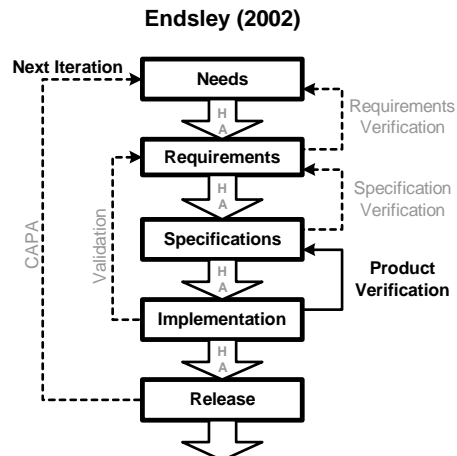 Endsley (2002)
Next Iteration
Needs
H
A
Requirements
Verification
Requirements
H
A
Specification
Verification
CAPA
Validation
Specifications
H
A
Product
Verification
Implementation
H
A
Release